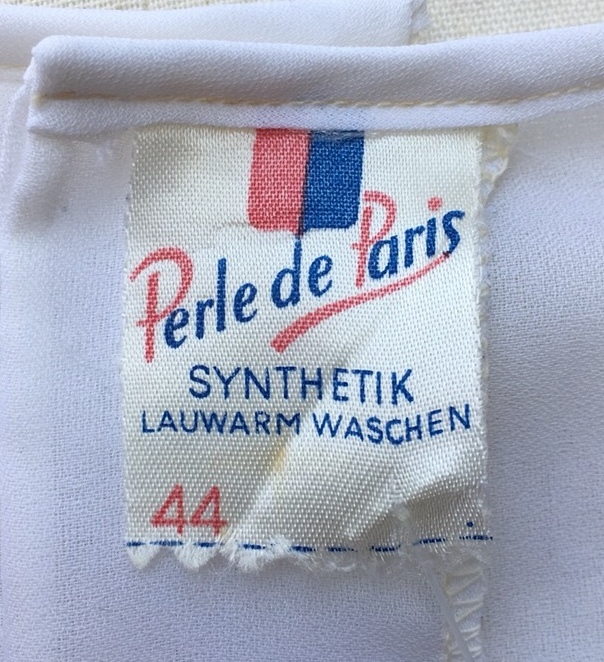 Perle de Paris
SYNTHETIK
LAUWARM WASCHEN
44